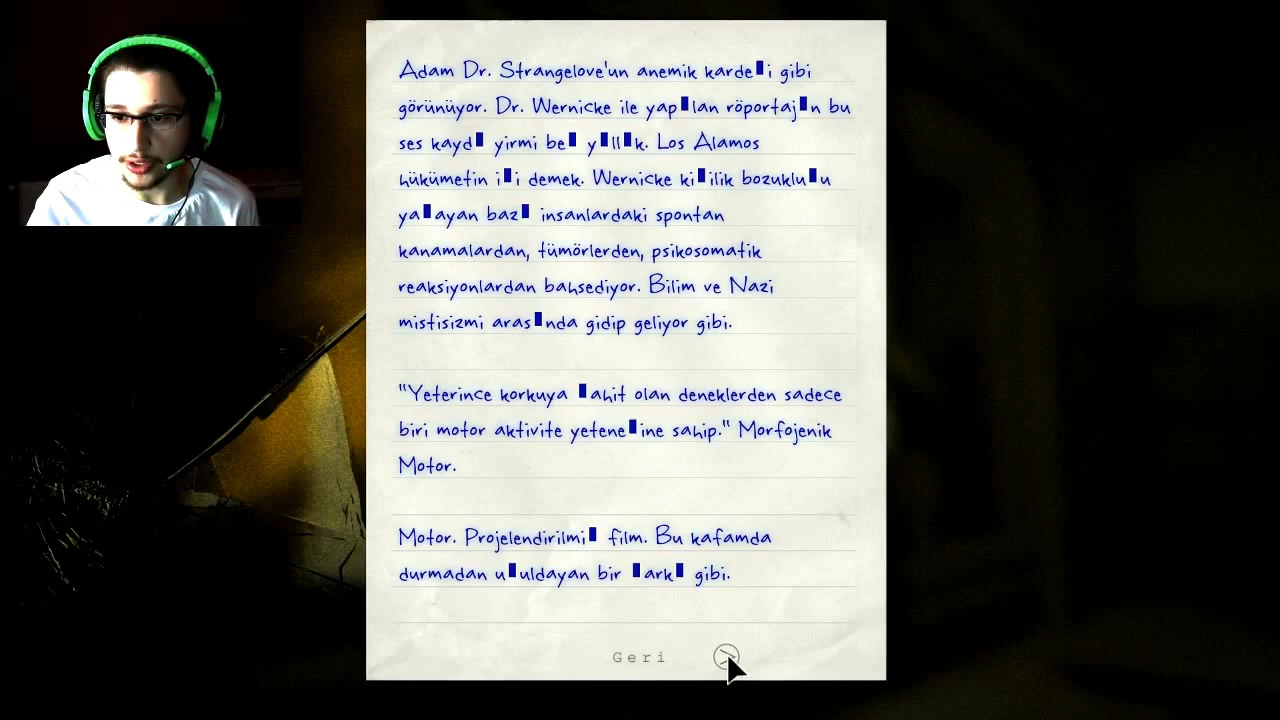 Adam Dr. Strangelove'un anemik karde▮i gibi
görünüyor. Dr. Wernicke ile yap▮lan röportaj▮n bu
ses kayd▮ yirmi be▮ y▮ll▮k. Los Alamos
hükümetin i▮i demek. Wernicke ki▮ilik bozuklu▮u
ya▮ayan baz▮ insanlardaki spontan
kanamalardan, tümörlerden, psikosomatik
reaksiyonlardan bahsediyor. Bilim ve Nazi
mistisizmi aras▮nda gidip geliyor gibi.
"Yeterince korkuya ▮ahit olan deneklerden sadece
biri motor aktivite yetene▮ine sahip." Morfojenik
Motor.
Motor. Projelendirilmi▮ film. Bu kafamda
durmadan u▮uldayan bir ▮ark▮ gibi.
Geri